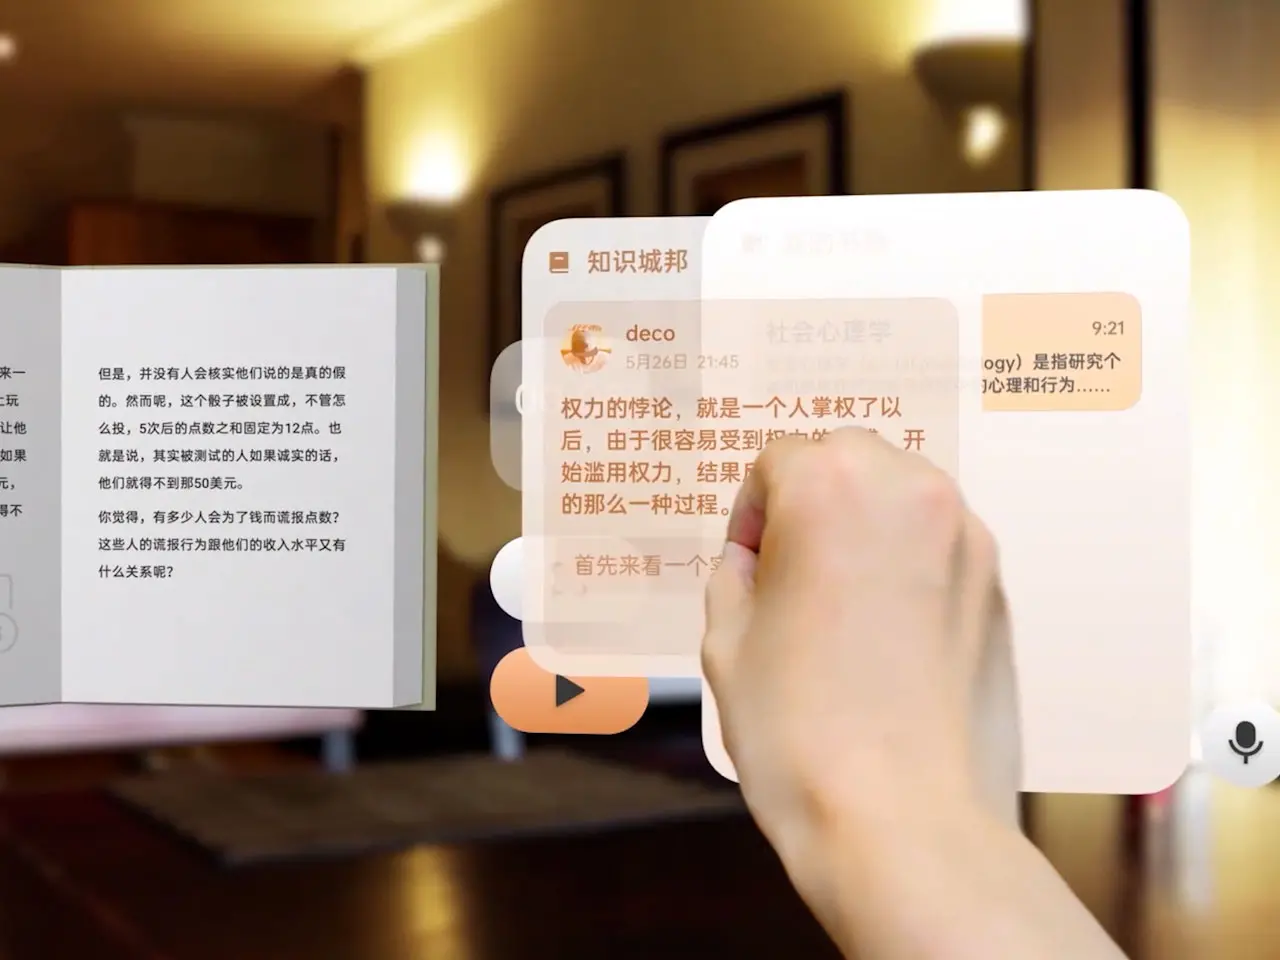 来一
上玩
让他
如果
元，
得不
但是，并没有人会核实他们说的是真的假
的。然而呢，这个骰子被设置成，不管怎
么投，5次后的点数之和固定为12点。也
就是说，其实被测试的人如果诚实的话，
他们就得不到那50美元。
你觉得，有多少人会为了钱而谎报点数？
这些人的谎报行为跟他们的收入水平又有
什么关系呢？
知识城邦
deco
5月26日 21:45
权力的悖论，就是一个人掌权了以
后，由于很容易受到权力的 开
始滥用权力，结果
的那么一种过程。
首先来看一个
社会心理学
9:21
ogy）是指研究个
的心理和行为……